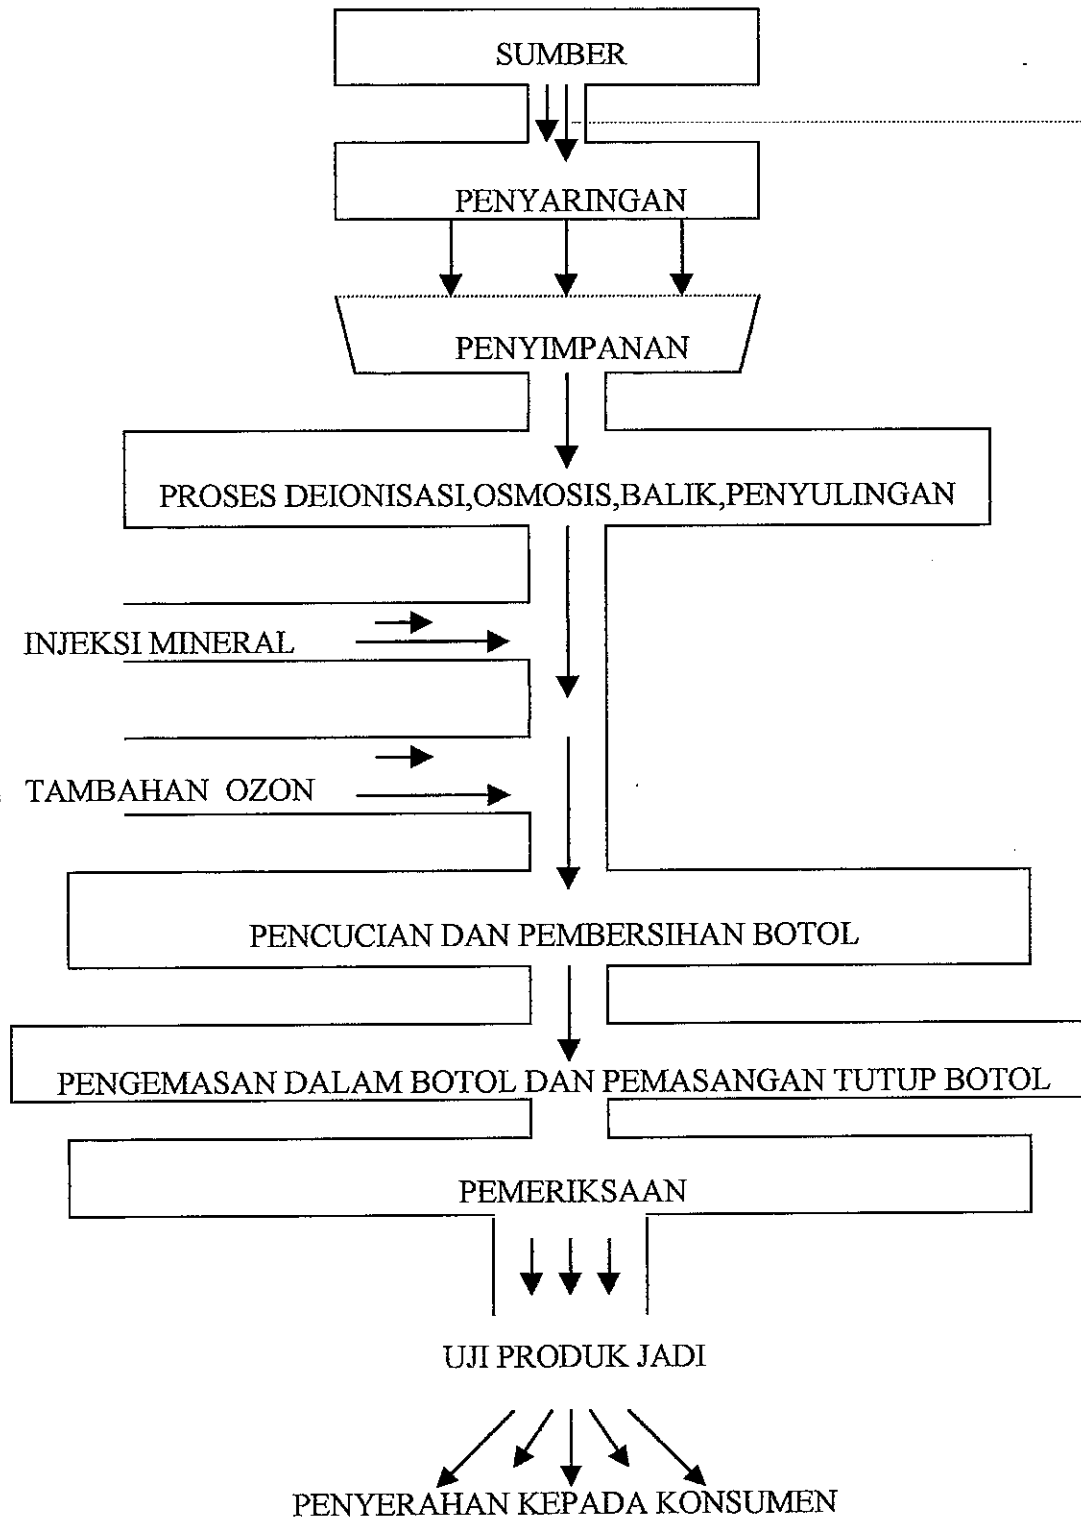 SUMBER
PENYARINGAN
PENYIMPANAN
PROSES DEIONISASI,OSMOSIS,BALIK,PENYULINGAN
INJEKSI MINERAL
TAMBAHAN OZON
PENCUCIAN DAN PEMBERSIHAN BOTOL
PENGEMASAN DALAM BOTOL DAN PEMASANGAN TUTUP BOTOL
PEMERIKSAAN
UJI PRODUK JADI
PENYERAHAN KEPADA KONSUMEN